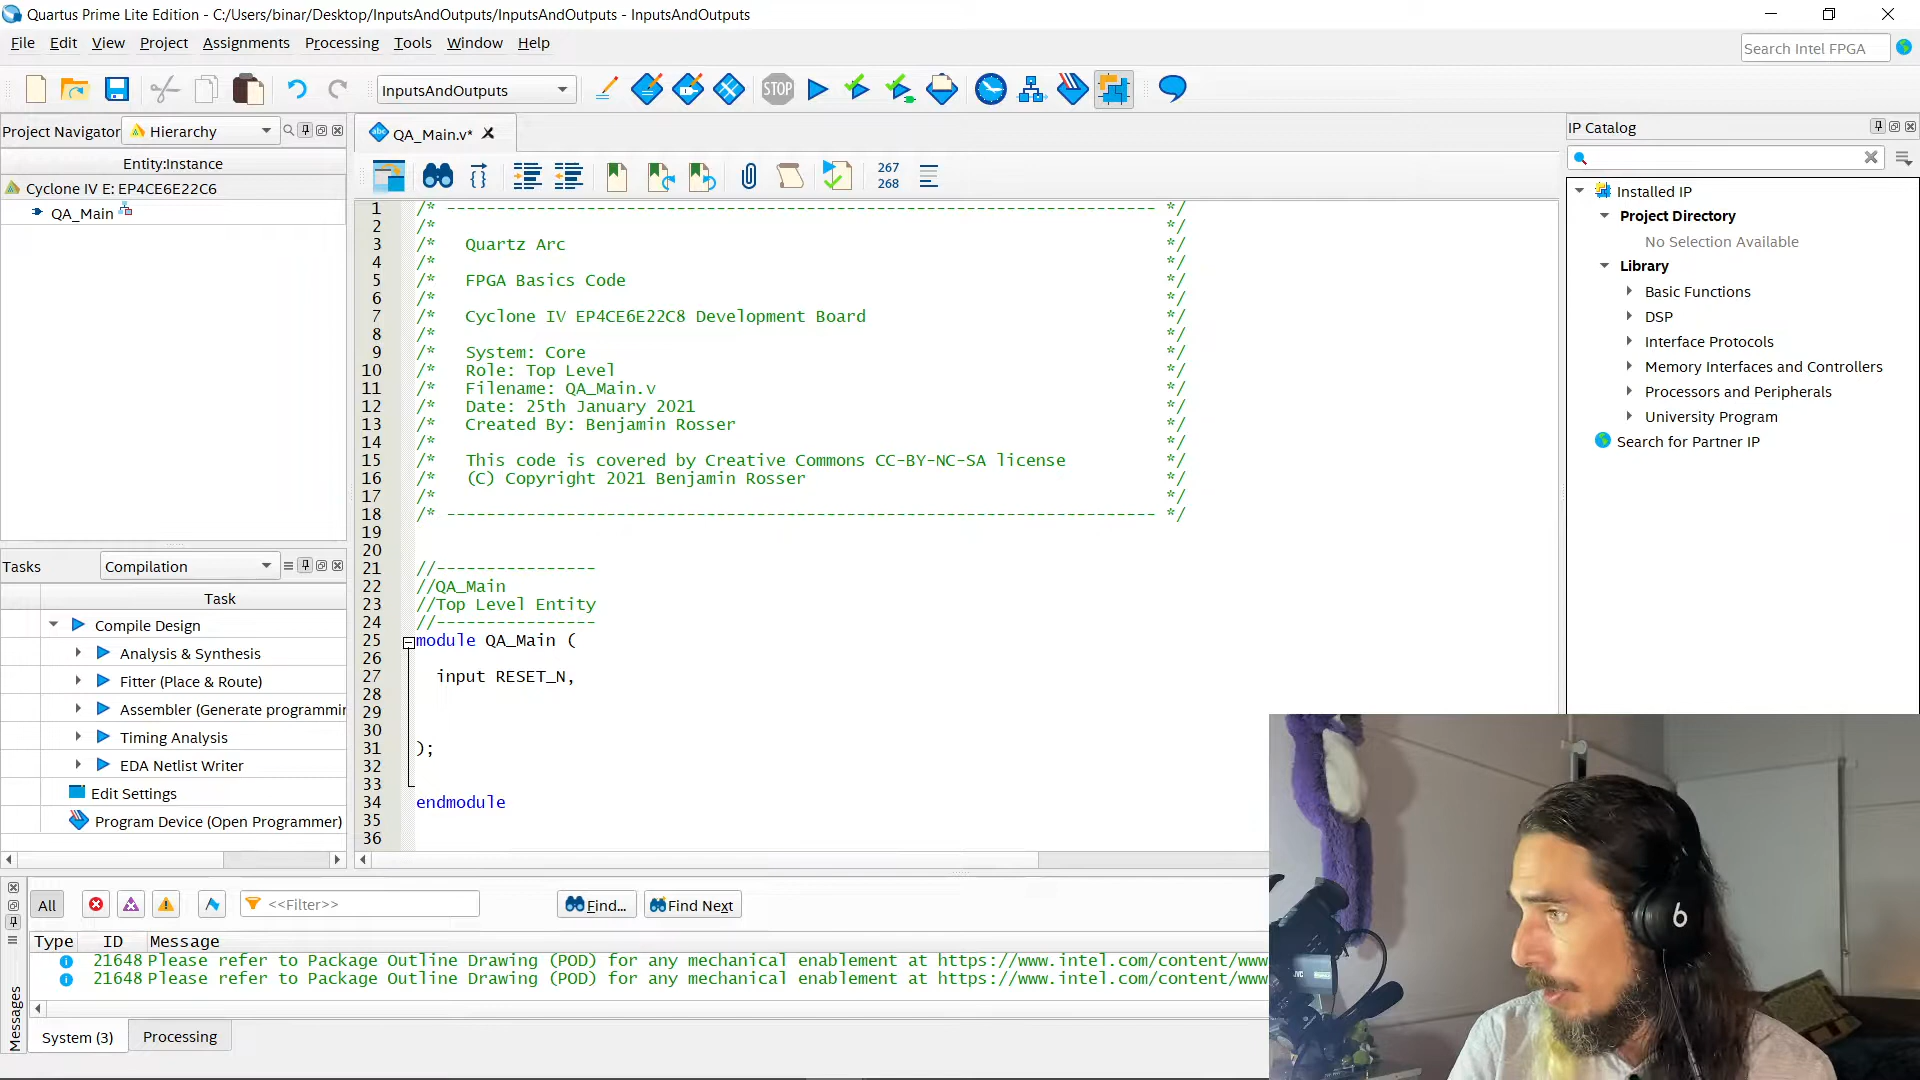 Quartus Prime Lite Edition - C:/Users/binar/Desktop/InputsAndOutputs/InputsAndOutputs - InputsAndOutputs
File Edit View Project Assignments Processing Tools Window Help
Search Intel FPGA
STOP
InputsAndOutputs
Project Navigator
Hierarchy
Entity:Instance
Cyclone IV E: EP4CE6E22C6
QA_Main
Tasks
Compilation
Task
Compile Design
Analysis & Synthesis
Fitter (Place & Route)
Assembler (Generate programmin
Timing Analysis
EDA Netlist Writer
Edit Settings
Program Device (Open Programmer)
abc
QA_Main.v*
267
268
1 /* ----------------------------------------------------------------------- */
2 /* */
3 /* Quartz Arc */
4 /* */
5 /* FPGA Basics Code */
6 /* */
7 /* Cyclone IV EP4CE6E22C8 Development Board */
8 /* */
9 /* System: Core */
10 /* Role: Top Level */
11 /* Filename: QA_Main.v */
12 /* Date: 25th January 2021 */
13 /* Created By: Benjamin Rosser */
14 /* */
15 /* This code is covered by Creative Commons CC-BY-NC-SA license */
16 /* (C) Copyright 2021 Benjamin Rosser */
17 /* */
18 /* ----------------------------------------------------------------------- */
19
20
21 //----------------
22 //QA_Main
23 //Top Level Entity
24 //----------------
25 module QA_Main (
26
27 input RESET_N,
28
29
30
31 );
32
33
34 endmodule
35
36
IP Catalog
Installed IP
Project Directory
No Selection Available
Library
Basic Functions
DSP
Interface Protocols
Memory Interfaces and Controllers
Processors and Peripherals
University Program
Search for Partner IP
All
<<Filter>>
Find...
Find Next
Type ID Message
21648 Please refer to Package Outline Drawing (POD) for any mechanical enablement at https://www.intel.com/content/www
21648 Please refer to Package Outline Drawing (POD) for any mechanical enablement at https://www.intel.com/content/www
Messages
System (3)
Processing
JVC